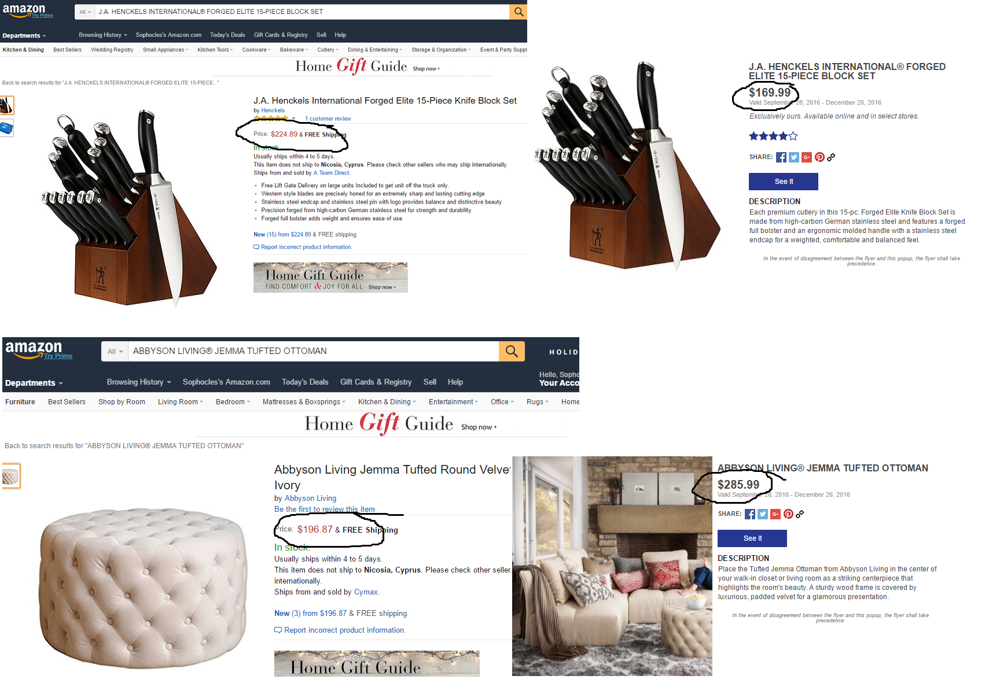 amazon
Try Prime
All
J.A. HENCKELS INTERNATIONAL® FORGED ELITE 15-PIECE BLOCK SET
Departments
Browsing History
Sophocles's Amazon.com
Today's Deals
Gift Cards & Registry
Sell
Help
Kitchen & Dining
Best Sellers
Wedding Registry
Small Appliances
Kitchen Tools
Cookware
Bakeware
Cutlery
Dining & Entertaining
Storage & Organization
Event & Party Suppl
Home Gift Guide Shop now
Back to search results for "J.A. HENCKELS INTERNATIONAL® FORGED ELITE 15-PIECE..."
J.A. Henckels International Forged Elite 15-Piece Knife Block Set
by Henckels
1 customer review
Price: $224.89 & FREE Shipping
In stock.
Usually ships within 4 to 5 days.
This item does not ship to Nicosia, Cyprus. Please check other sellers who may ship internationally.
Ships from and sold by A Team Direct.
Free Lift Gate Delivery on large units Included to get unit off the truck only.
Western style blades are precisely honed for an extremely sharp and lasting cutting edge
Stainless steel endcap and stainless steel pin with logo provides balance and distinctive beauty
Precision forged from high-carbon German stainless steel for strength and durability
Forged full bolster adds weight and ensures ease of use
New (15) from $224.89 & FREE shipping.
Report incorrect product information.
Home Gift Guide
FIND COMFORT & JOY FOR ALL Shop now
J.A. HENCKELS
INTERNATIONAL
J.A. HENCKELS INTERNATIONAL® FORGED
ELITE 15-PIECE BLOCK SET
$169.99
Valid September 28, 2016 - December 26, 2016
Exclusively ours. Available online and in select stores.
SHARE:
See It
DESCRIPTION
Each premium cutlery in this 15-pc. Forged Elite Knife Block Set is
made from high-carbon German stainless steel and features a forged
full bolster and an ergonomic molded handle with a stainless steel
endcap for a weighted, comfortable and balanced feel.
In the event of disagreement between the flyer and this popup, the flyer shall take
precedence.
J.A. HENCKELS
INTERNATIONAL
amazon
Try Prime
All
ABBYSON LIVING® JEMMA TUFTED OTTOMAN
HOLID
Departments
Browsing History
Sophocles's Amazon.com
Today's Deals
Gift Cards & Registry
Sell
Help
Hello, Sopho
Your Acco
Furniture
Best Sellers
Shop by Room
Living Room
Bedroom
Mattresses & Boxsprings
Kitchen & Dining
Entertainment
Office
Rugs
Home
Home Gift Guide Shop now
Back to search results for "ABBYSON LIVING® JEMMA TUFTED OTTOMAN"
Abbyson Living Jemma Tufted Round Velvet
Ivory
by Abbyson Living
Be the first to review this item
Price: $196.87 & FREE Shipping
In stock.
Usually ships within 4 to 5 days.
This item does not ship to Nicosia, Cyprus. Please check other seller
internationally.
Ships from and sold by Cymax.
New (3) from $196.87 & FREE shipping.
Report incorrect product information.
Home Gift Guide
ABBYSON LIVING® JEMMA TUFTED OTTOMAN
$285.99
Valid September 28, 2016 - December 26, 2016
SHARE:
See It
DESCRIPTION
Place the Tufted Jemma Ottoman from Abbyson Living in the center of
your walk-in closet or living room as a striking centerpiece that
highlights the room's beauty. A sturdy wood frame is covered by
luxurious, padded velvet for a glamorous presentation.
In the event of disagreement between the flyer and this popup, the flyer shall take
precedence.